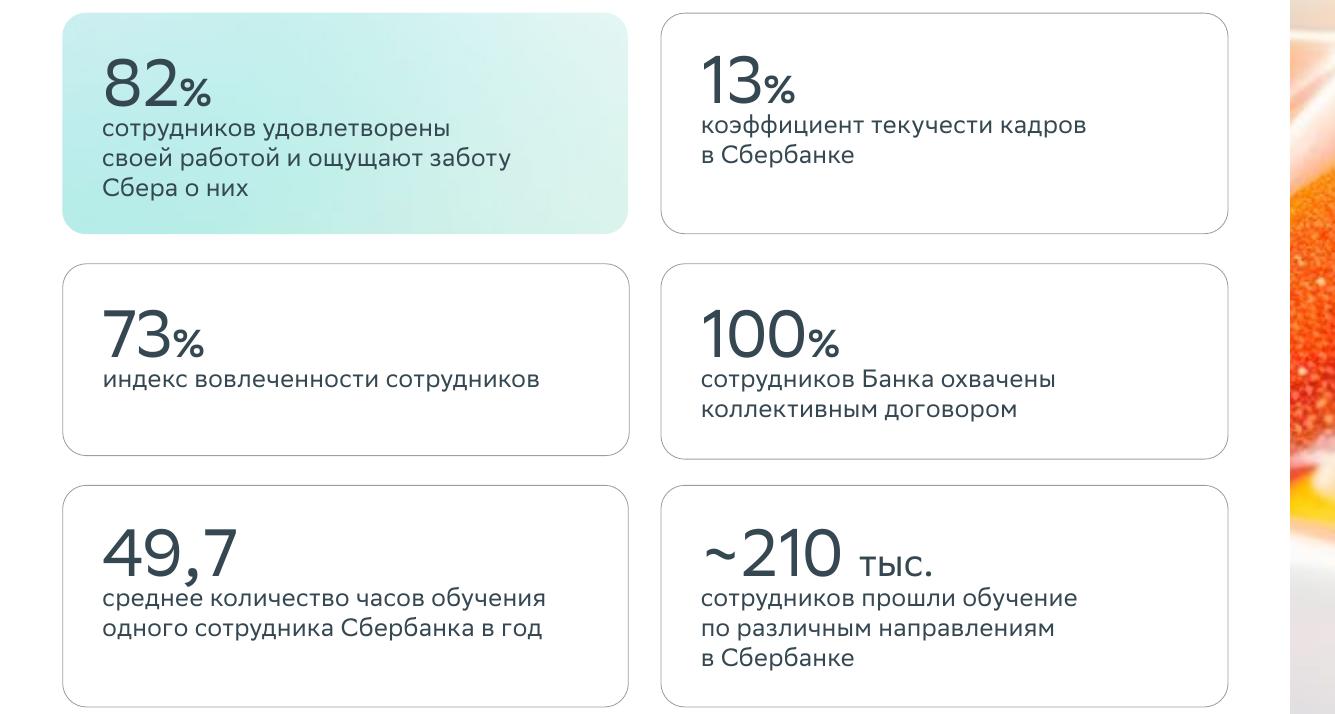 82%
сотрудников удовлетворены
своей работой и ощущают заботу
Сбера о них
13%
коэффициент текучести кадров
в Сбербанке
73%
индекс вовлеченности сотрудников
100%
сотрудников Банка охвачены
коллективным договором
49,7
среднее количество часов обучения
одного сотрудника Сбербанка в год
~210 тыс.
сотрудников прошли обучение
по различным направлениям
в Сбербанке